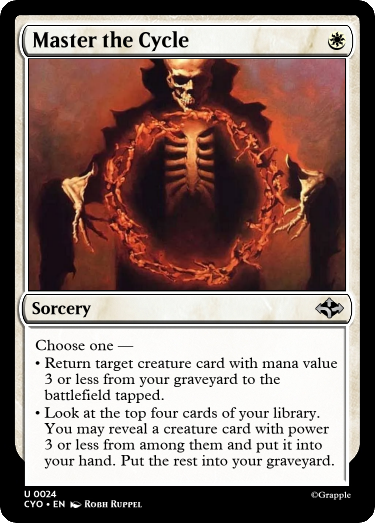 Master the Cycle
Sorcery
Choose one —
• Return target creature card with mana value
3 or less from your graveyard to the
battlefield tapped.
• Look at the top four cards of your library.
You may reveal a creature card with power
3 or less from among them and put it into
your hand. Put the rest into your graveyard.
U 0024
CYO • EN Robh Ruppel
©Grapple